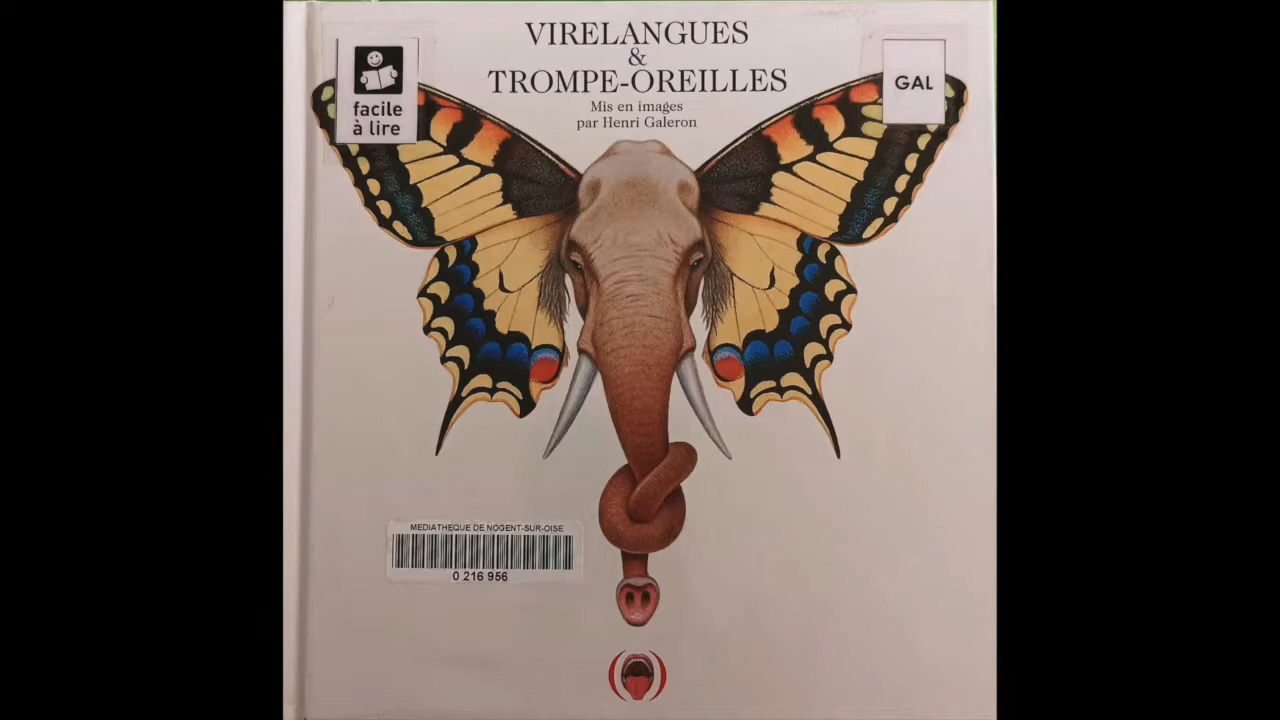 VIRELANGUES
&
TROMPE-OREILLES
Mis en images
par Henri Galeron
facile
à lire
GAL
MEDIATHEQUE DE NOGENT-SUR-OISE
0 216 956